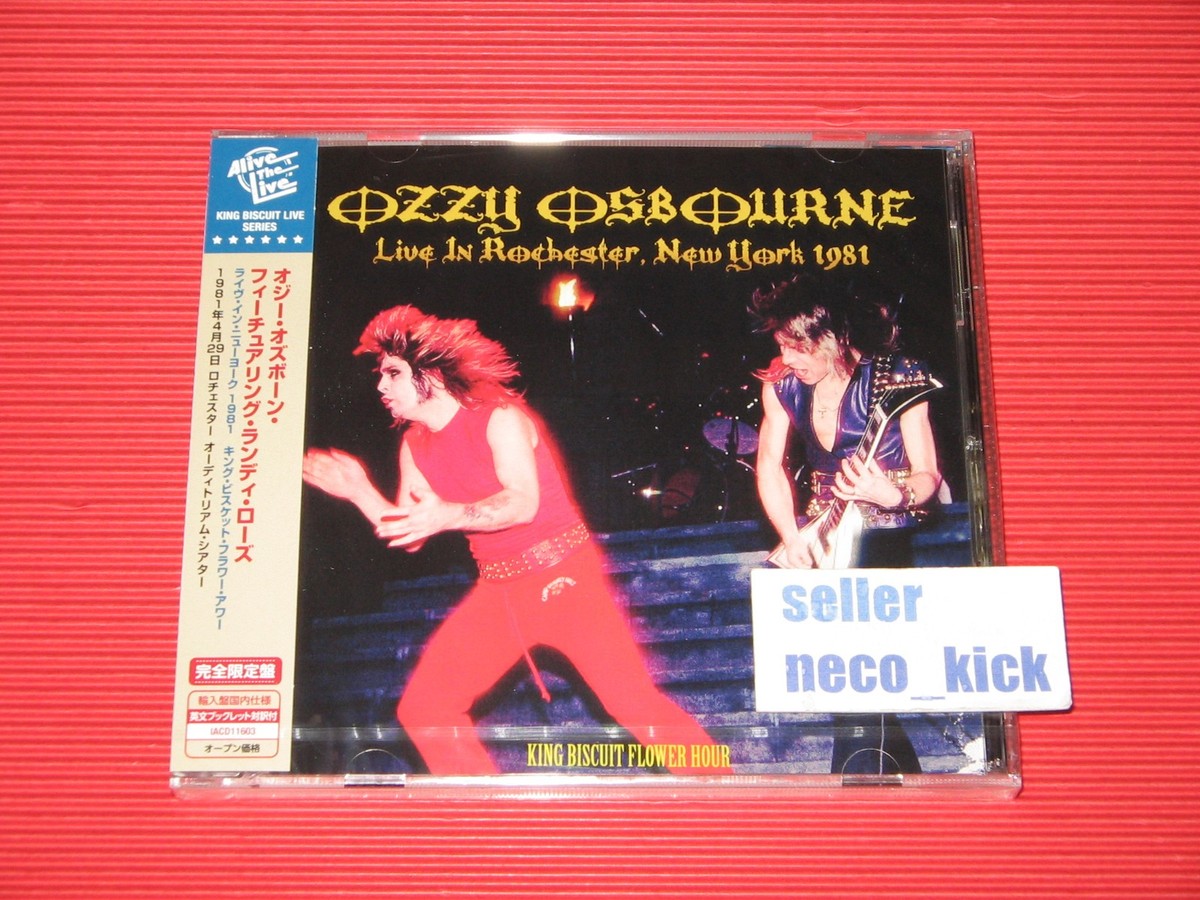 Alive
The
Live
KING BISCUIT LIVE
SERIES
オジー・オズボーン・
フィーチュアリング・ランディ・ローズ
ライヴ・イン・ニューヨーク 1981 キング・ビスケット・フラワー・アワー
1981年4月29日 ロチェスター オーディトリアム・シアター
完全限定盤
輸入盤国内仕様
英文ブックレット対訳付
IACD11603
オープン価格
OZZY OSBOURNE
Live In Rochester, New York 1981
KING BISCUIT FLOWER HOUR
seller
neco_kick